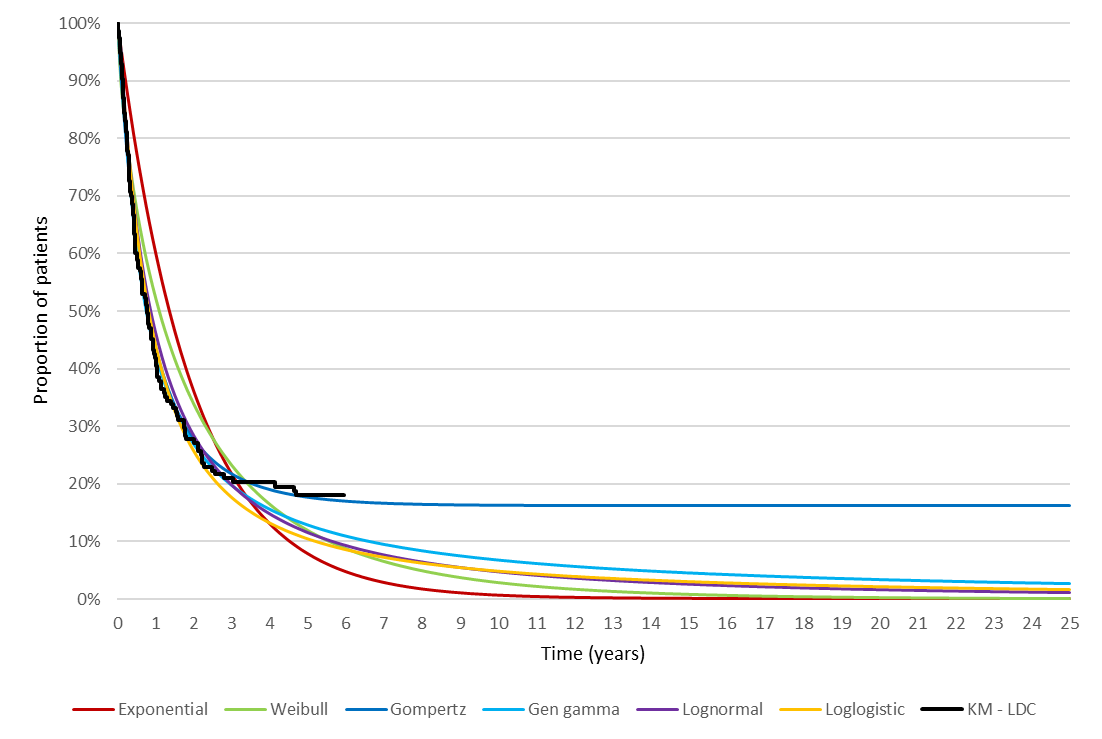 100%
90%
80%
70%
60%
50%
40%
30%
20%
10%
0%
Proportion of patients
0 1 2 3 4 5 6 7 8 9 10 11 12 13 14 15 16 17 18 19 20 21 22 23 24 25
Time (years)
Exponential Weibull Gompertz Gen gamma Lognormal Loglogistic KM - LDC